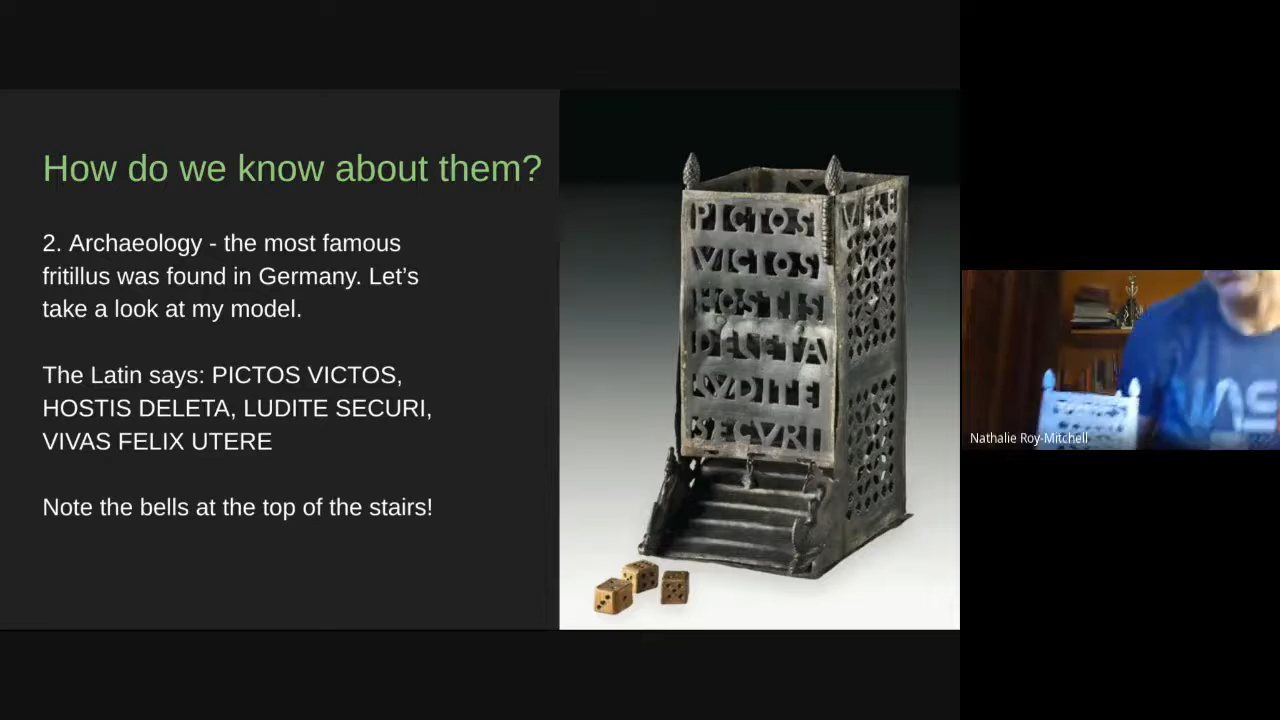 How do we know about them?
2. Archaeology - the most famous
fritillus was found in Germany. Let's
take a look at my model.
The Latin says: PICTOS VICTOS,
HOSTIS DELETA, LUDITE SECURI,
VIVAS FELIX UTERE
Note the bells at the top of the stairs!
PICTOS
VICTOS
HOSTIS
DELETA
LVDITE
SECVRI
VERE
Nathalie Roy-Mitchell